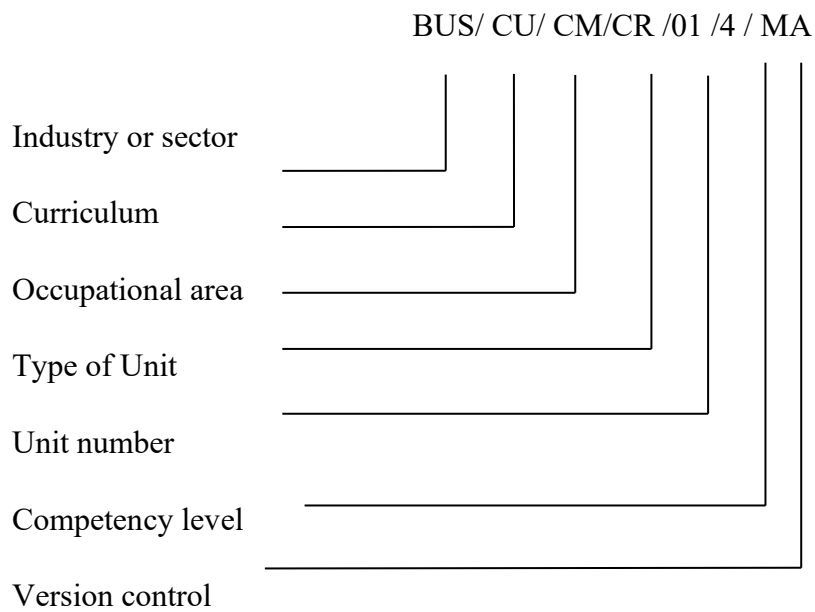 BUS/ CU/ CM/CR /01 /4 / MA
Industry or sector
Curriculum
Occupational area
Type of Unit
Unit number
Competency level
Version control